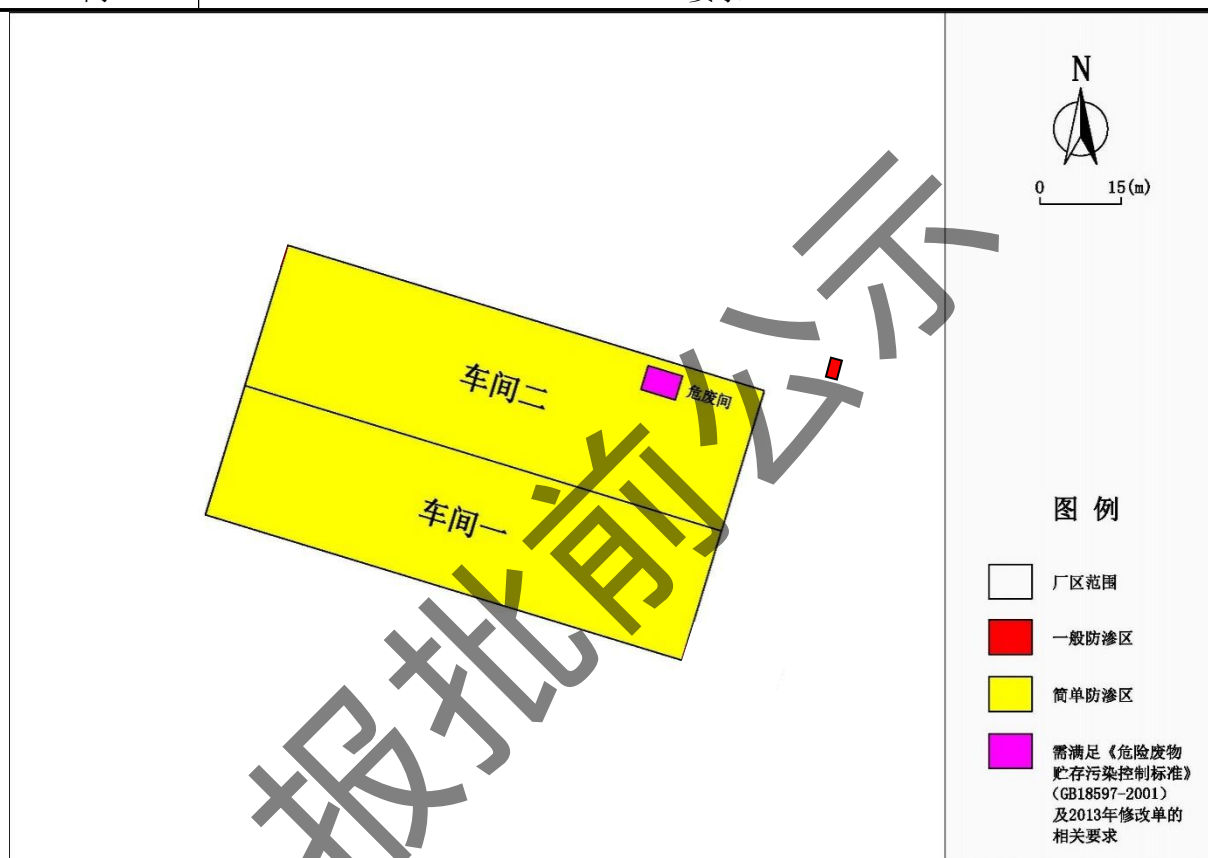 N
0 15(m)
车间二
危废间
车间一
图 例
厂区范围
一般防渗区
简单防渗区
需满足《危险废物
贮存污染控制标准》
(GB18597-2001)
及2013年修改单的
相关要求
报批前公示